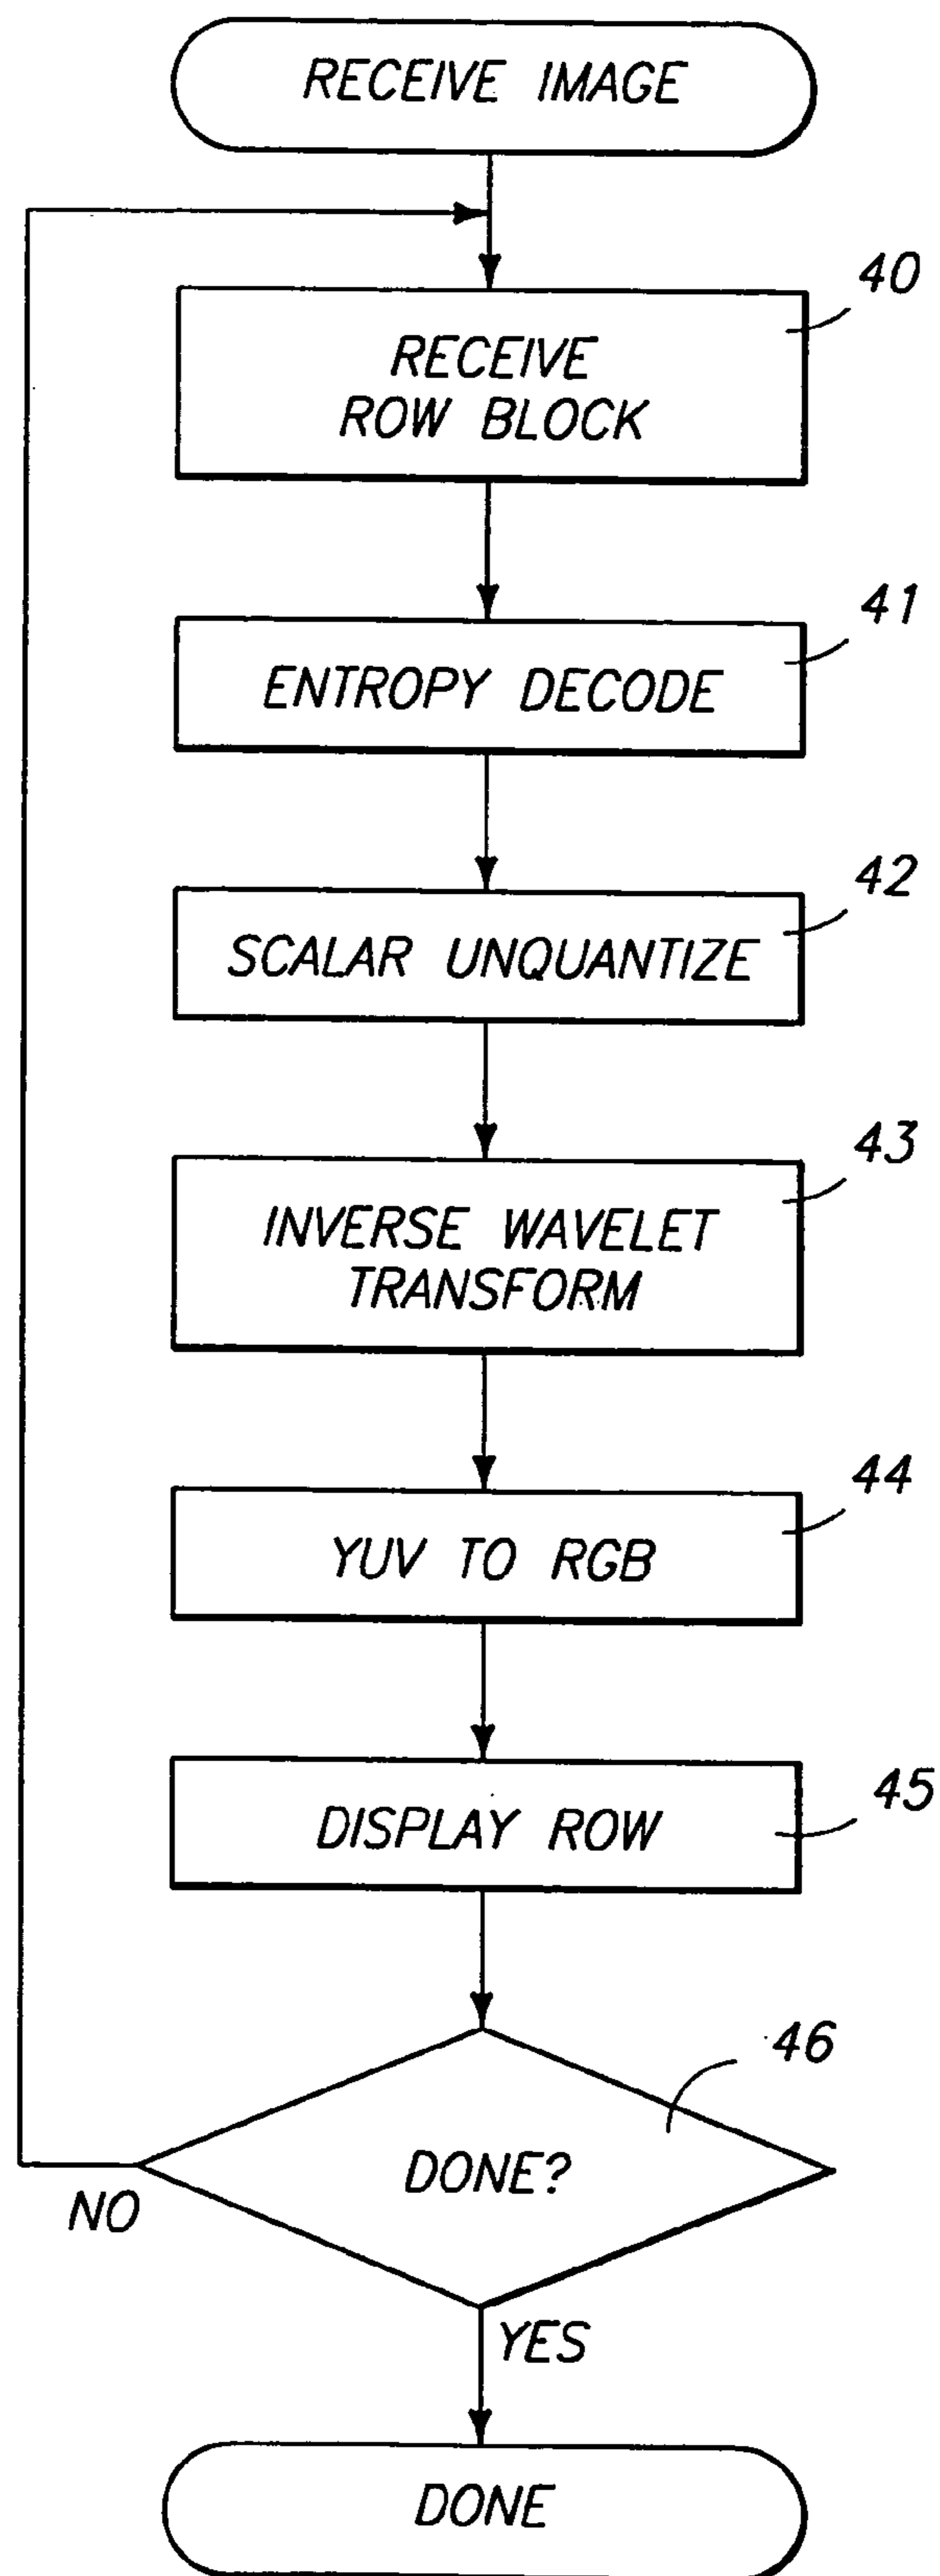 RECEIVE IMAGE
40
RECEIVE
ROW BLOCK
41
ENTROPY DECODE
42
SCALAR UNQUANTIZE
43
INVERSE WAVELET
TRANSFORM
44
YUV TO RGB
45
DISPLAY ROW
46
DONE?
NO
YES
DONE